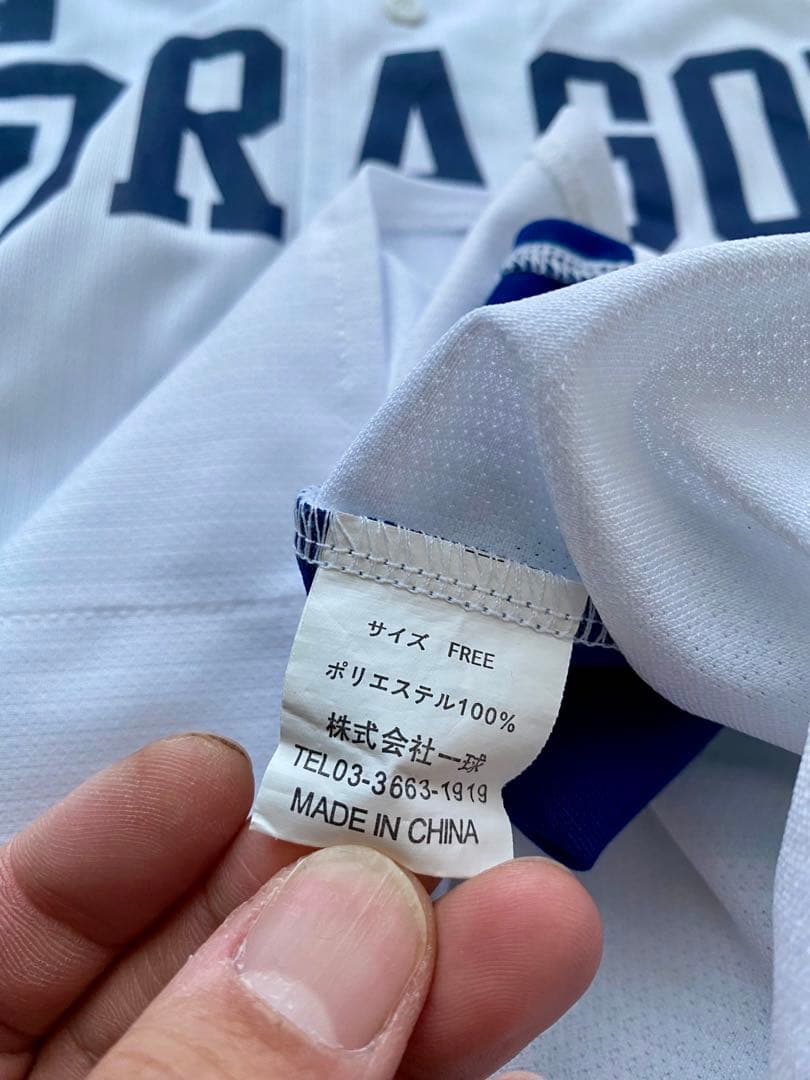 RAGO
サイズ FREE
ポリエステル100%
株式会社一球
TEL03-3663-1919
MADE IN CHINA